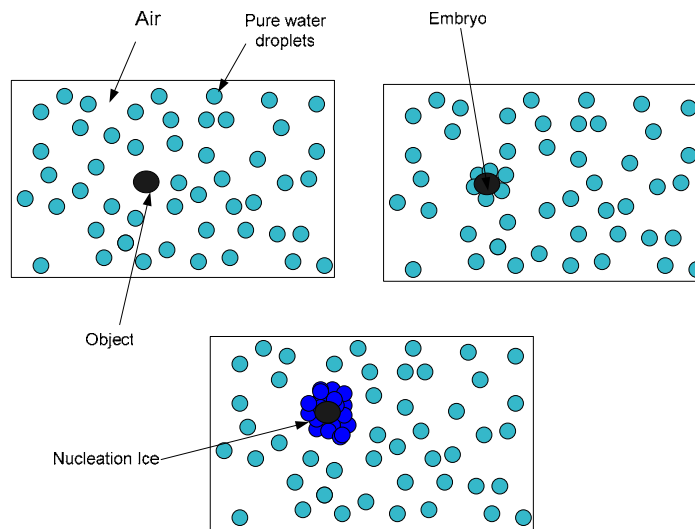 Air
Pure water
droplets
Embryo
Object
Nucleation Ice